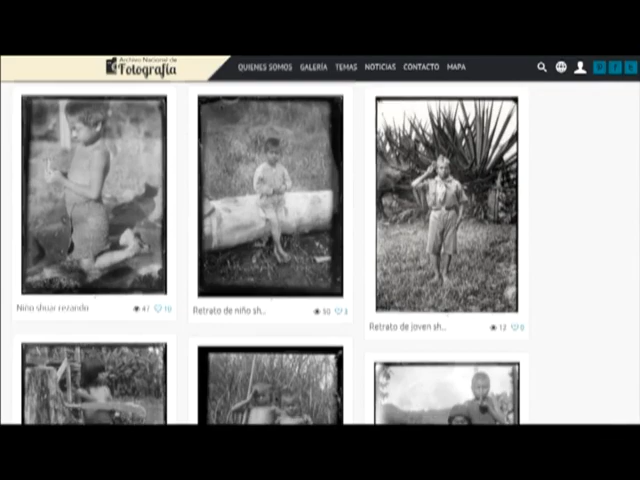 Archivo Nacional de
Fotografía
QUIENES SOMOS GALERÍA TEMAS NOTICIAS CONTACTO MAPA
Niño shuar rezando 47 10
Retrato de niño sh... 50 3
Retrato de joven sh... 12 0